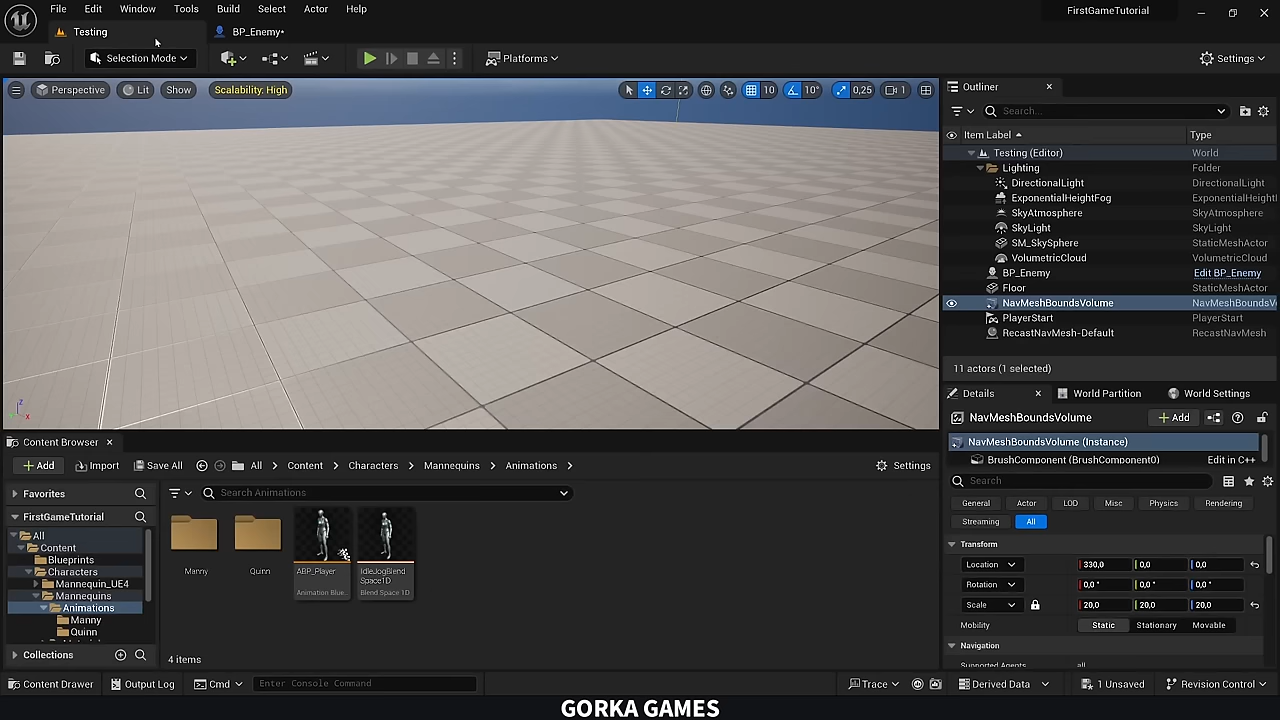 File Edit Window Tools Build Select Actor Help
FirstGameTutorial
Testing
BP_Enemy•
Selection Mode
Platforms
Settings
Perspective
Lit
Show
Scalability: High
10
10°
0,25
1
Outliner
Search...
Item Label
Type
Testing (Editor)
World
Lighting
Folder
DirectionalLight
DirectionalLight
ExponentialHeightFog
ExponentialHeighti
SkyAtmosphere
SkyAtmosphere
SkyLight
SkyLight
SM_SkySphere
StaticMeshActor
VolumetricCloud
VolumetricCloud
BP_Enemy
Edit BP_Enemy
Floor
StaticMeshActor
NavMeshBoundsVolume
NavMeshBoundsV
PlayerStart
PlayerStart
RecastNavMesh-Default
RecastNavMesh
11 actors (1 selected)
Details
World Partition
World Settings
NavMeshBoundsVolume
Add
NavMeshBoundsVolume (Instance)
BrushComponent (BrushComponent0)
Edit in C++
Search
General Actor LOD Misc Physics Rendering
Streaming All
Transform
Location 330,0 0,0 0,0
Rotation 0,0 ° 0,0 ° 0,0 °
Scale 20,0 20,0 20,0
Mobility Static Stationary Movable
Navigation
Supported Agents all
Z
X
Content Browser
Add
Import
Save All
All
Content
Characters
Mannequins
Animations
Settings
Favorites
Search Animations
FirstGameTutorial
All
Content
Blueprints
Characters
Mannequin_UE4
Mannequins
Animations
Manny
Quinn
Collections
Manny
Quinn
ABP_Player
Animation Blue...
IdleJogBlend
Space1D
Blend Space 1D
4 items
Content Drawer
Output Log
Cmd
Enter Console Command
Trace
Derived Data
1 Unsaved
Revision Control
GORKA GAMES